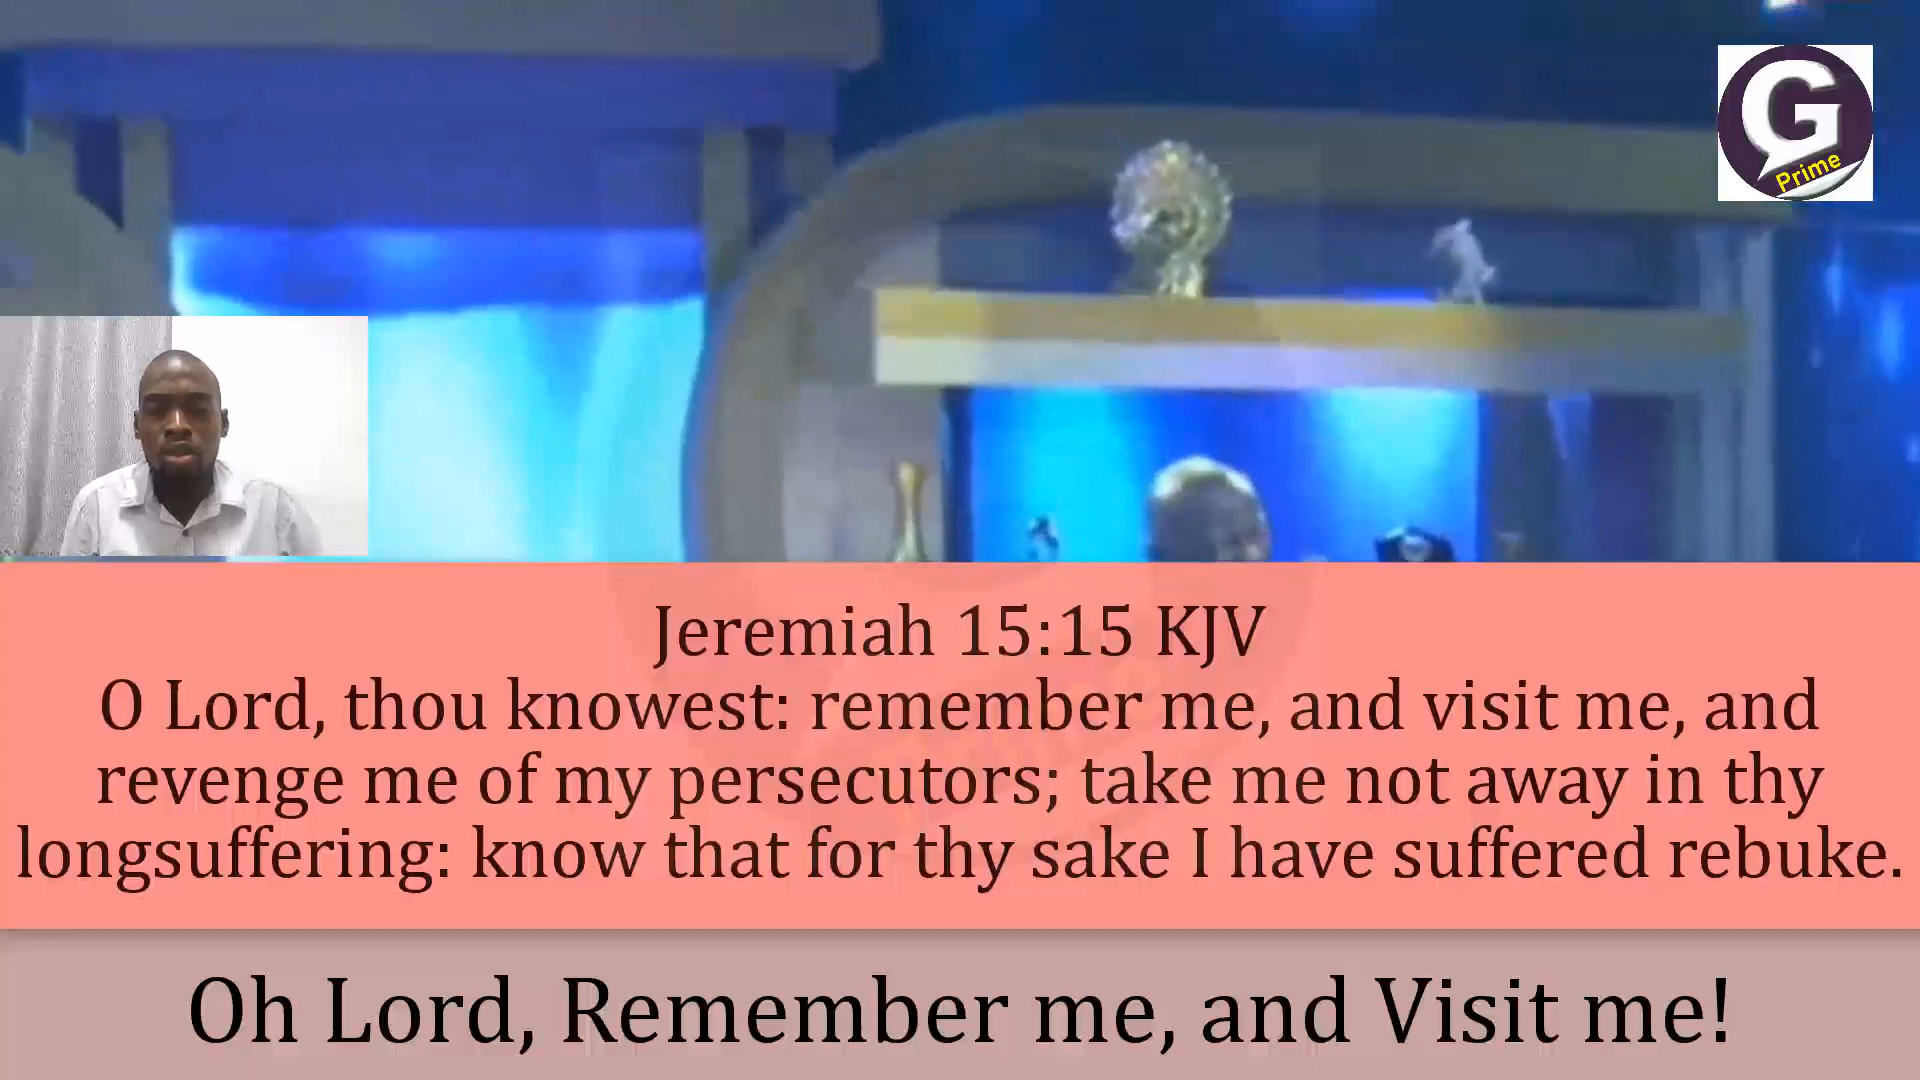 G
Prime
Jeremiah 15:15 KJV
O Lord, thou knowest: remember me, and visit me, and
revenge me of my persecutors; take me not away in thy
longsuffering: know that for thy sake I have suffered rebuke.
Oh Lord, Remember me, and Visit me!